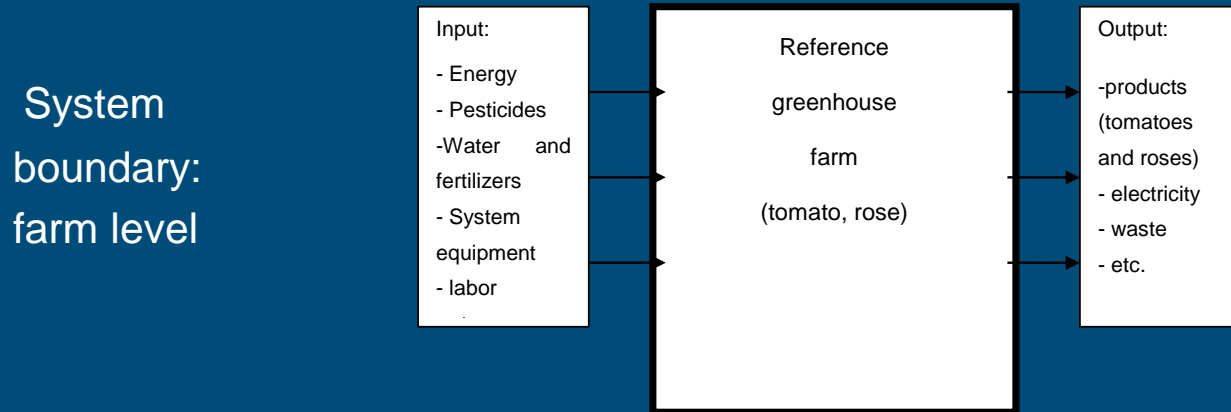 System
boundary:
farm level
Input:
- Energy
- Pesticides
-Water and
fertilizers
- System
equipment
- labor
Reference
greenhouse
farm
(tomato, rose)
Output:
-products
(tomatoes
and roses)
- electricity
- waste
- etc.